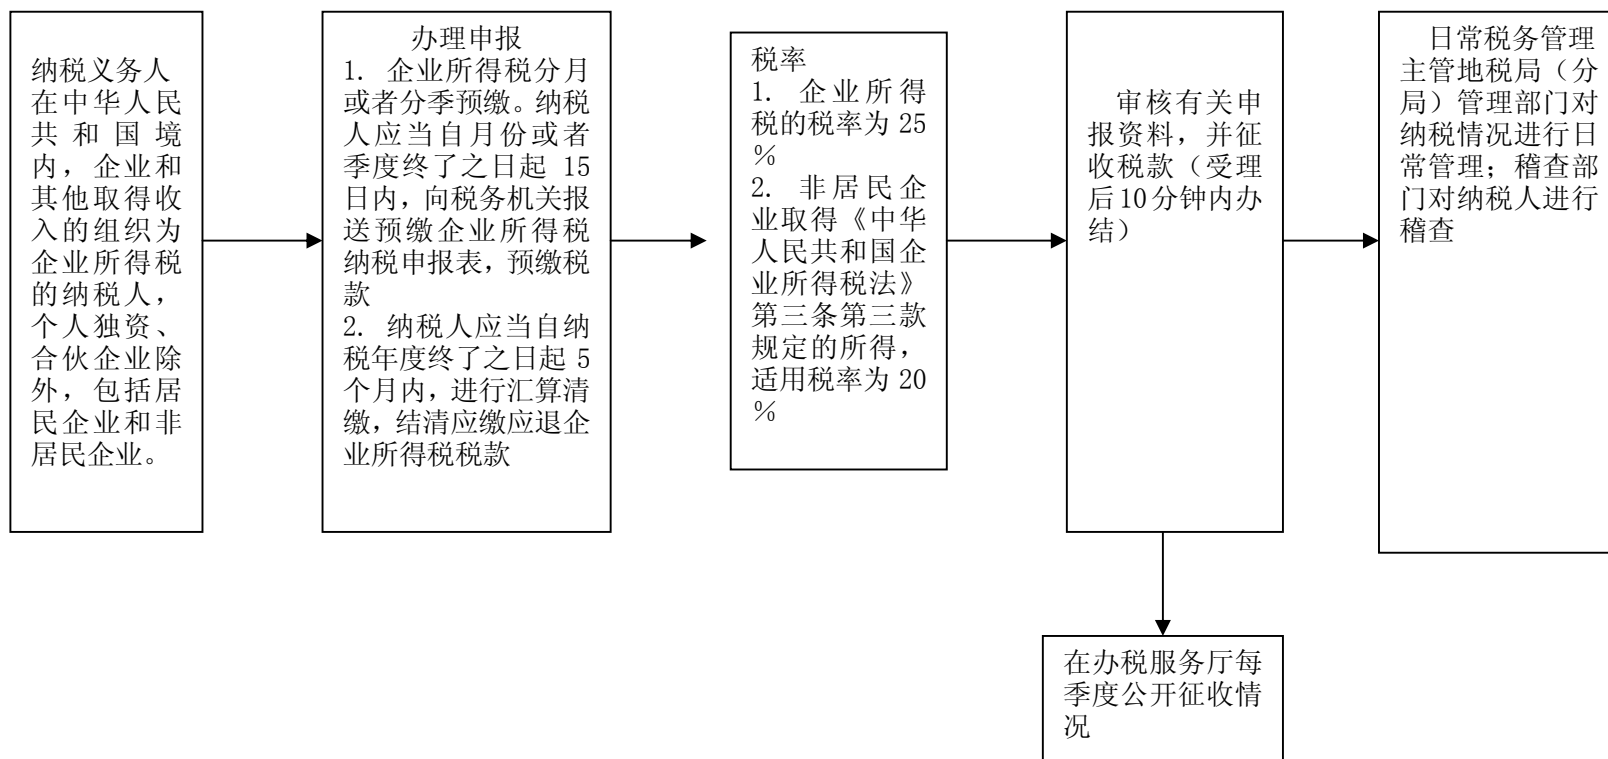 纳税义务人
在中华人民
共和国境
内，企业和
其他取得收
入的组织为
企业所得税
的纳税人，
个人独资、
合伙企业除
外，包括居
民企业和非
居民企业。
办理申报
1. 企业所得税分月
或者分季预缴。纳税
人应当自月份或者
季度终了之日起 15
日内，向税务机关报
送预缴企业所得税
纳税申报表，预缴税
款
2. 纳税人应当自纳
税年度终了之日起 5
个月内，进行汇算清
缴，结清应缴应退企
业所得税税款
税率
1. 企业所得
税的税率为 25
％
2. 非居民企
业取得《中华
人民共和国企
业所得税法》
第三条第三款
规定的所得，
适用税率为 20
％
审核有关申
报资料，并征
收税款（受理
后10分钟内办
结）
日常税务管理
主管地税局（分
局）管理部门对
纳税情况进行日
常管理；稽查部
门对纳税人进行
稽查
在办税服务厅每
季度公开征收情
况